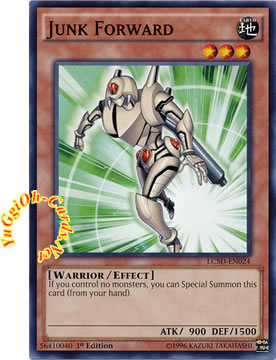 JUNK FORWARD
EARTH
地
YuGiOh-Cards.Net
LC5D-EN024
[WARRIOR / EFFECT]
If you control no monsters, you can Special Summon this
card (from your hand).
ATK/ 900 DEF/1500
56410040 1st Edition ©1996 KAZUKI TAKAHASHI